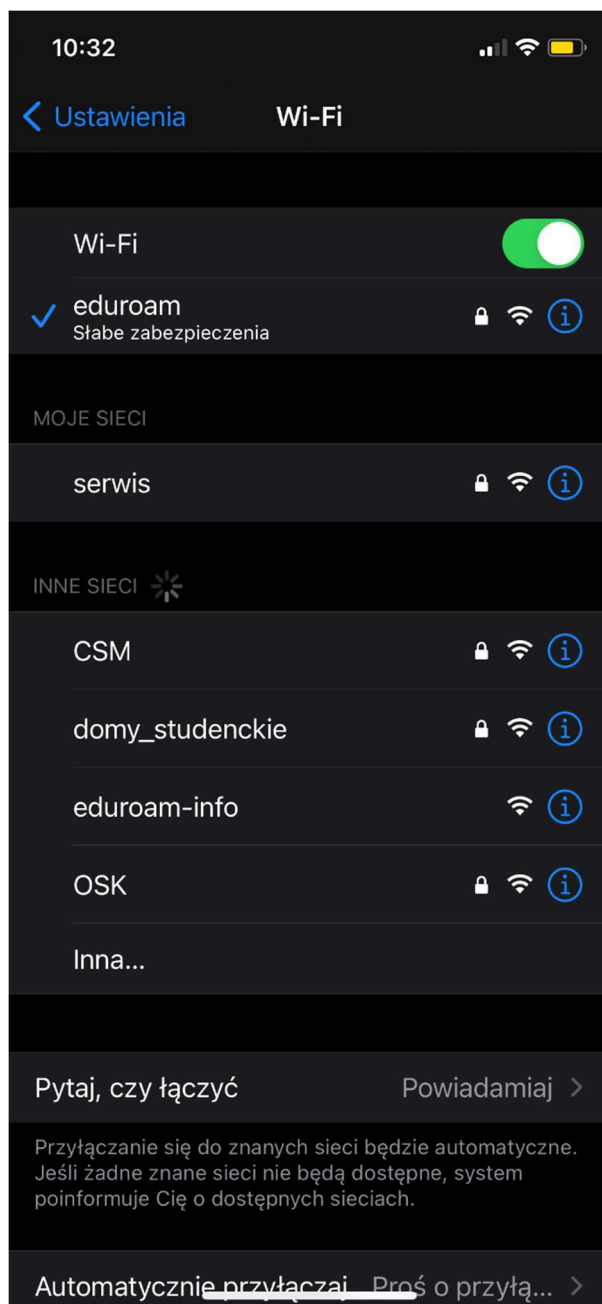 10:32
Ustawienia
Wi-Fi
Wi-Fi
eduroam
Słabe zabezpieczenia
MOJE SIECI
serwis
INNE SIECI
CSM
domy_studenckie
eduroam-info
OSK
Inna...
Pytaj, czy łączyć Powiadamiaj
Przyłączanie się do znanych sieci będzie automatyczne.
Jeśli żadne znane sieci nie będą dostępne, system
poinformuje Cię o dostępnych sieciach.
Automatycznie przyłączaj Proś o przyłą...